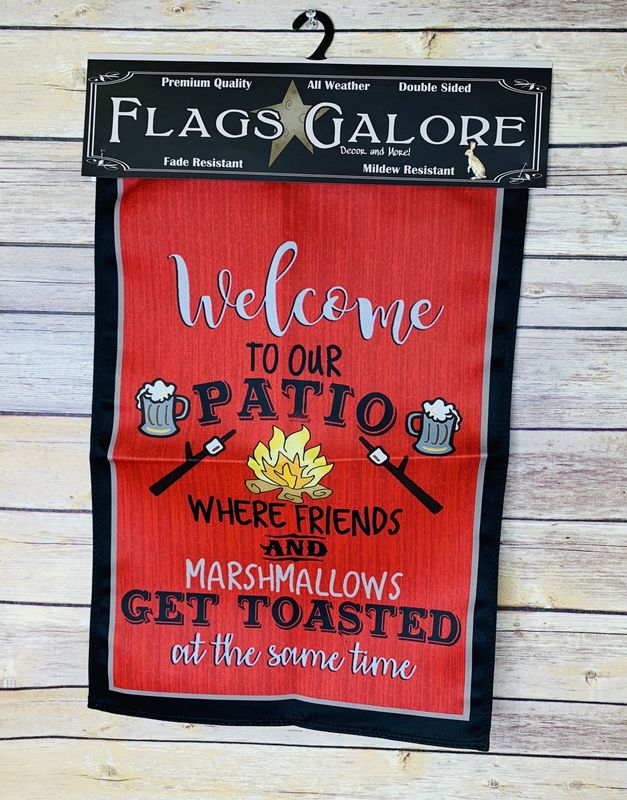 Premium Quality All Weather Double Sided
FLAGS GALORE
Decor and More!
Fade Resistant Mildew Resistant
Welcome
TO OUR
PATIO
WHERE FRIENDS
AND
MARSHMALLOWS
GET TOASTED
at the same time